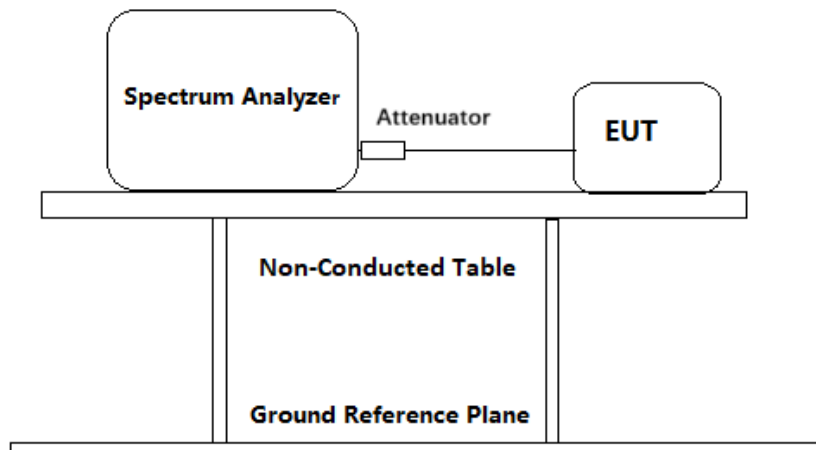 Spectrum Analyzer
Attenuator
EUT
Non-Conducted Table
Ground Reference Plane